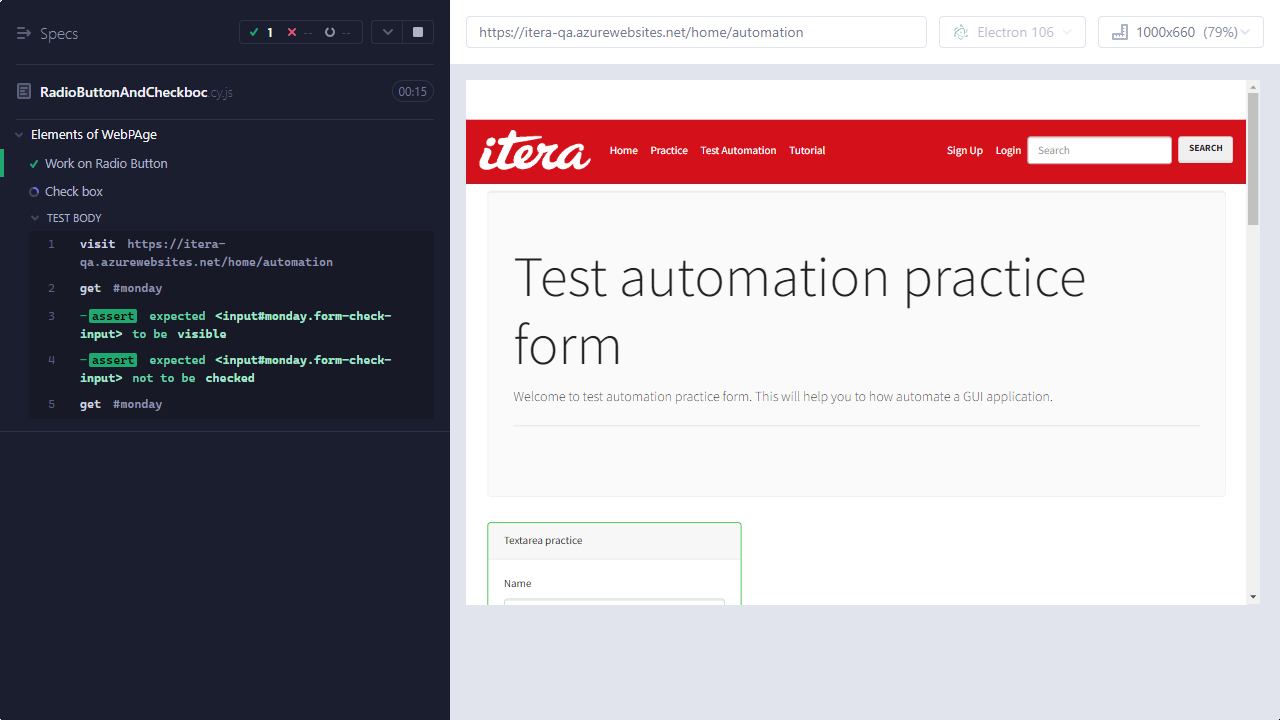 Specs
1
--
--
RadioButtonAndCheckboc cy.js
00:15
Elements of WebPAge
Work on Radio Button
Check box
TEST BODY
1 visit https://itera-
qa.azurewebsites.net/home/automation
2 get #monday
3 -assert expected <input#monday.form-check-
input> to be visible
4 -assert expected <input#monday.form-check-
input> not to be checked
5 get #monday
https://itera-qa.azurewebsites.net/home/automation
Electron 106
1000x660 (79%)
itera
Home Practice Test Automation Tutorial
Sign Up Login Search SEARCH
Test automation practice
form
Welcome to test automation practice form. This will help you to how automate a GUI application.
Textarea practice
Name